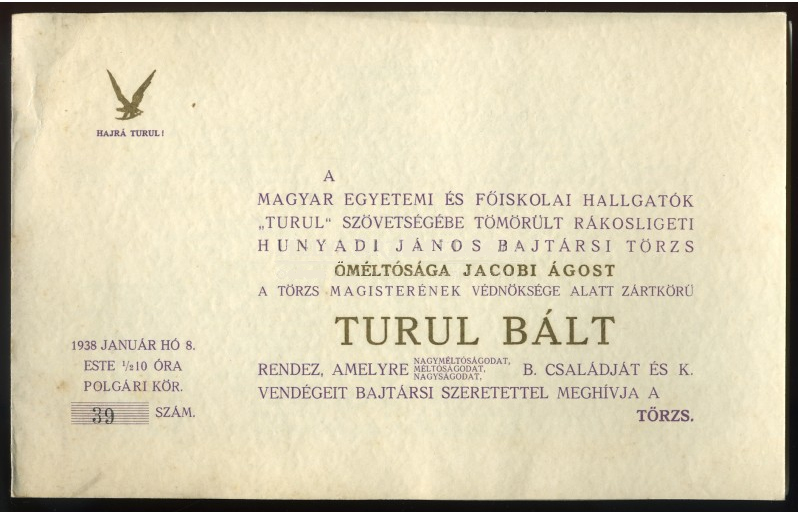 HAJRÁ TURUL!
A
MAGYAR EGYETEMI ÉS FŐISKOLAI HALLGATÓK
„TURUL“ SZÖVETSÉGÉBE TÖMÖRÜLT RÁKOSLIGETI
HUNYADI JÁNOS BAJTÁRSI TÖRZS
ŐMÉLTÓSÁGA JACOBI ÁGOST
A TÖRZS MAGISTERÉNEK VÉDNÖKSÉGE ALATT ZÁRTKÖRŰ
TURUL BÁLT
RENDEZ, AMELYRE NAGYMÉLTÓSÁGODAT, MÉLTÓSÁGODAT, NAGYSÁGODAT, B. CSALÁDJÁT ÉS K.
VENDÉGEIT BAJTÁRSI SZERETETTEL MEGHÍVJA A
TÖRZS.
1938 JANUÁR HÓ 8.
ESTE ½10 ÓRA
POLGÁRI KÖR.
39 SZÁM.